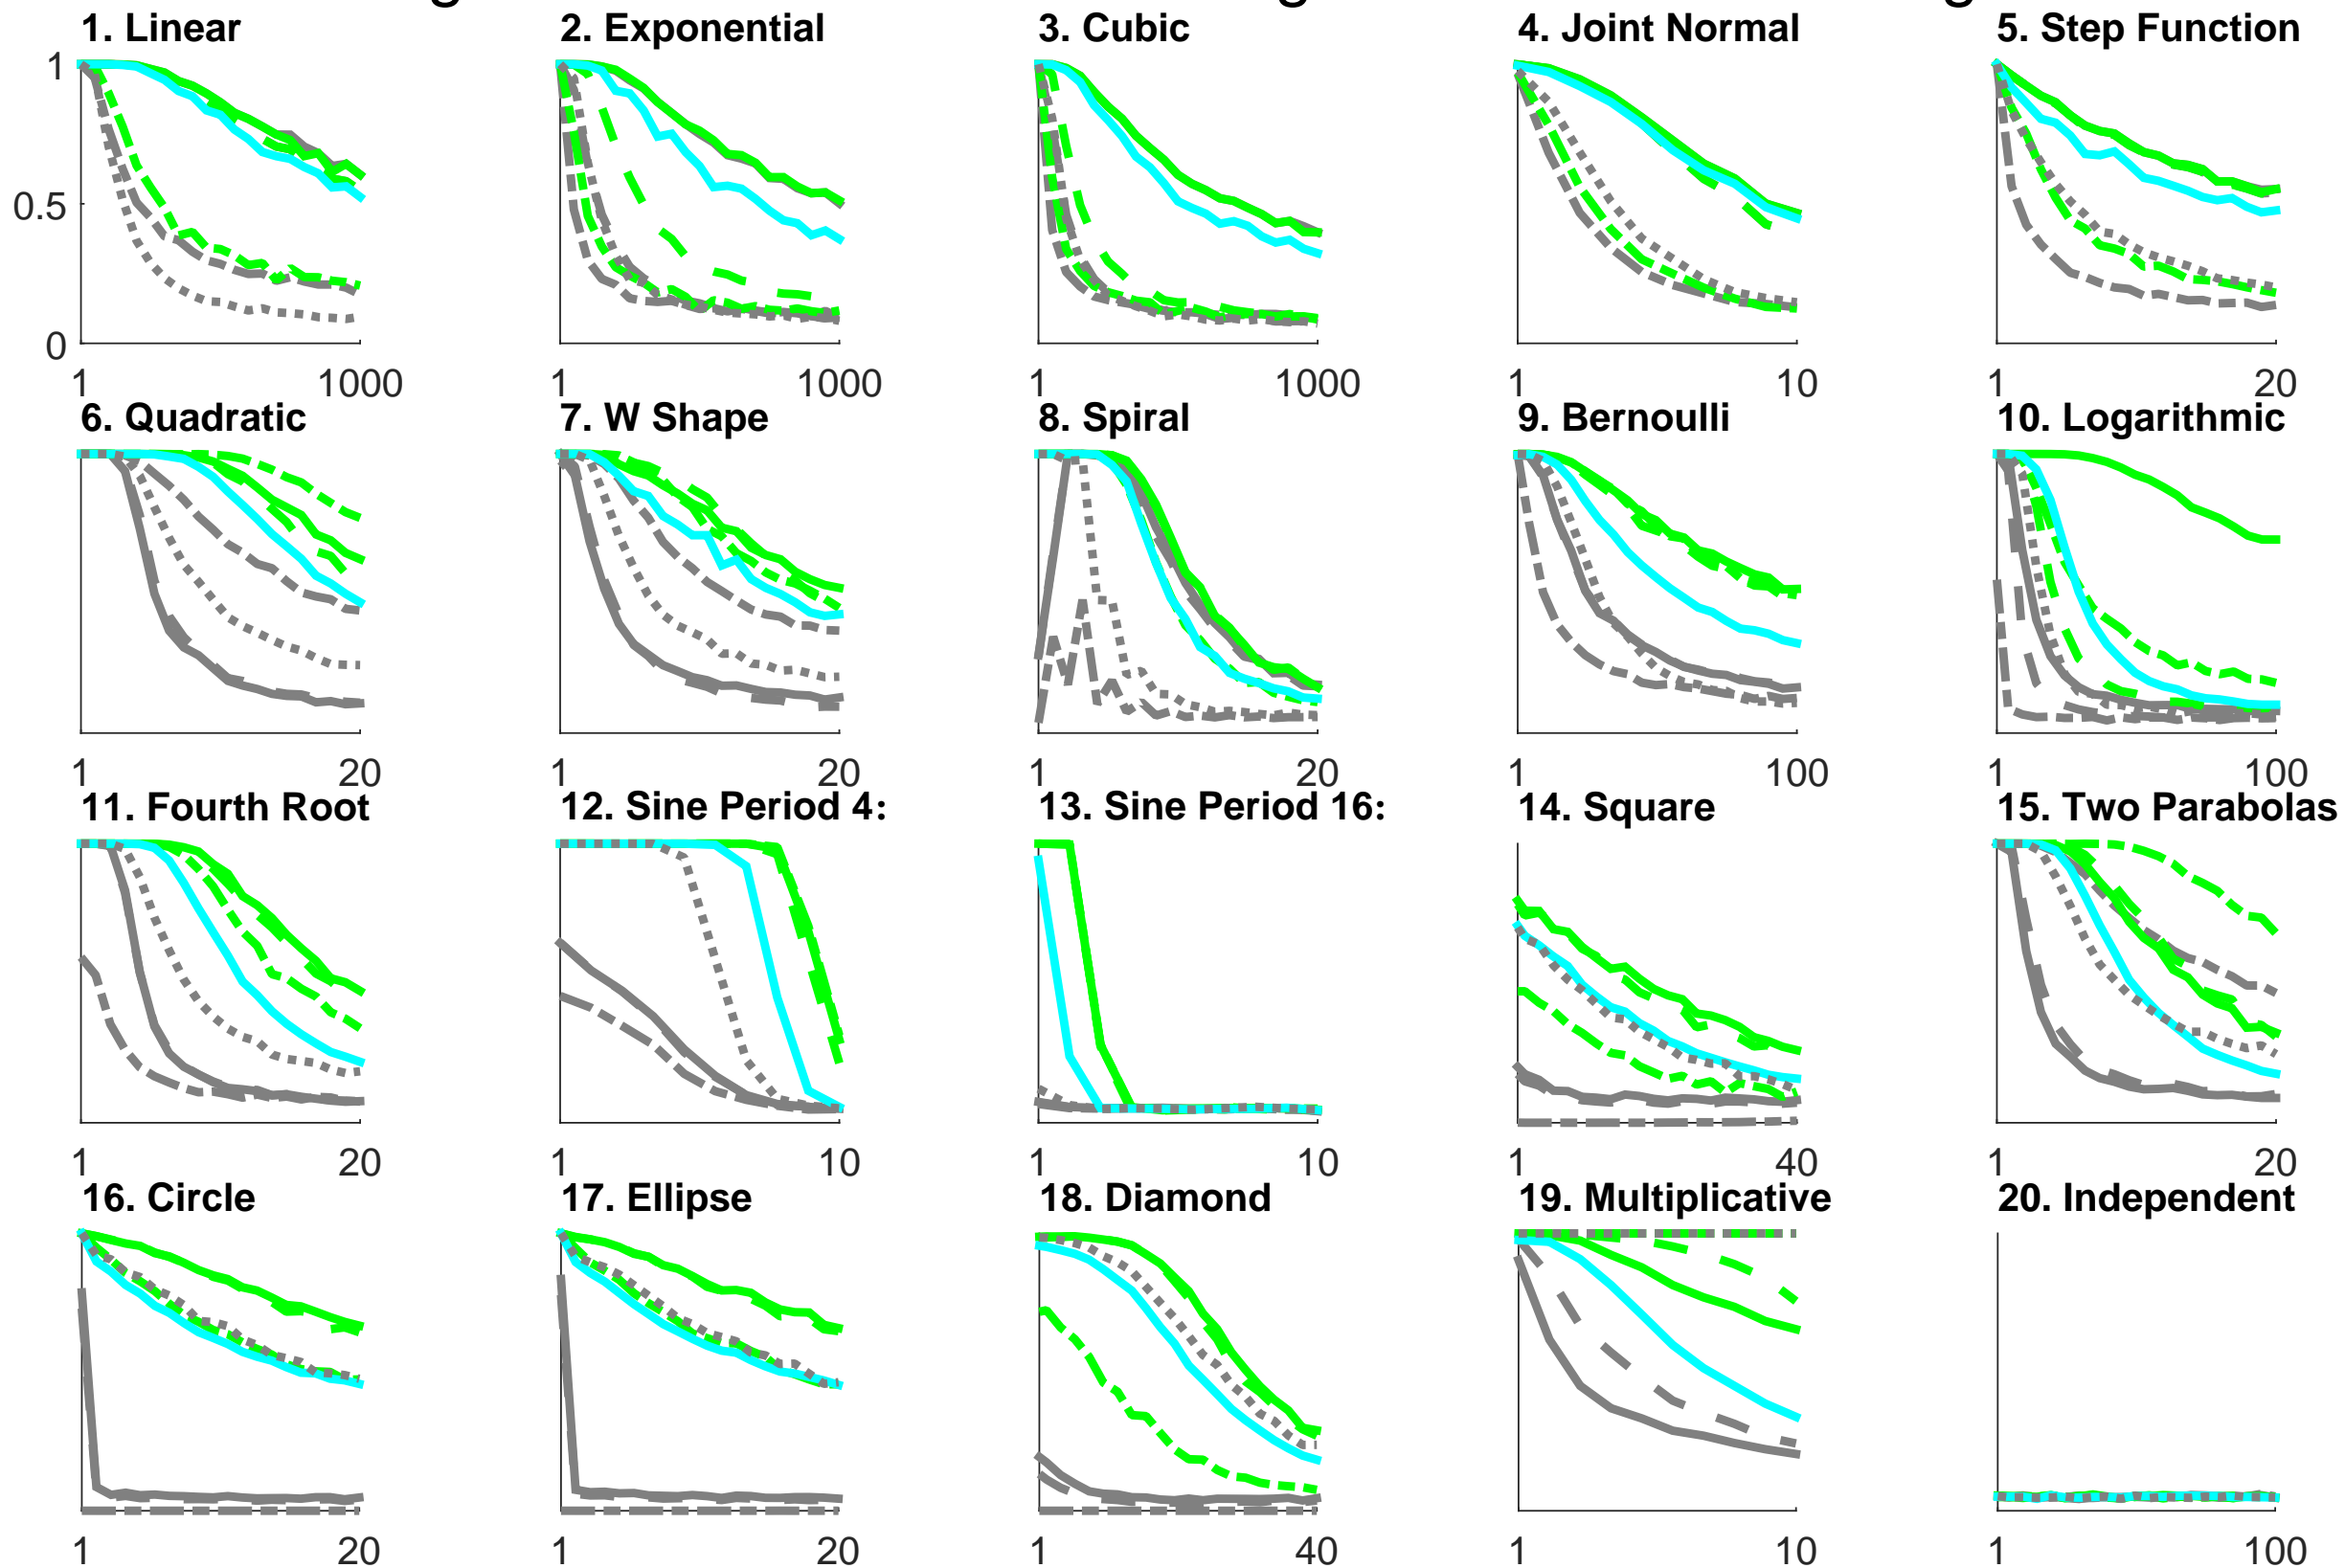 1. Linear 2. Exponential 3. Cubic 4. Joint Normal 5. Step Function
1
0.5
0
1 1000 1 1000 1 1000 1 10 1 20
6. Quadratic 7. W Shape 8. Spiral 9. Bernoulli 10. Logarithmic
1 20 1 20 1 20 1 100 1 100
11. Fourth Root 12. Sine Period 4: 13. Sine Period 16: 14. Square 15. Two Parabolas
1 20 1 10 1 10 1 40 1 20
16. Circle 17. Ellipse 18. Diamond 19. Multiplicative 20. Independent
1 20 1 20 1 40 1 10 1 100